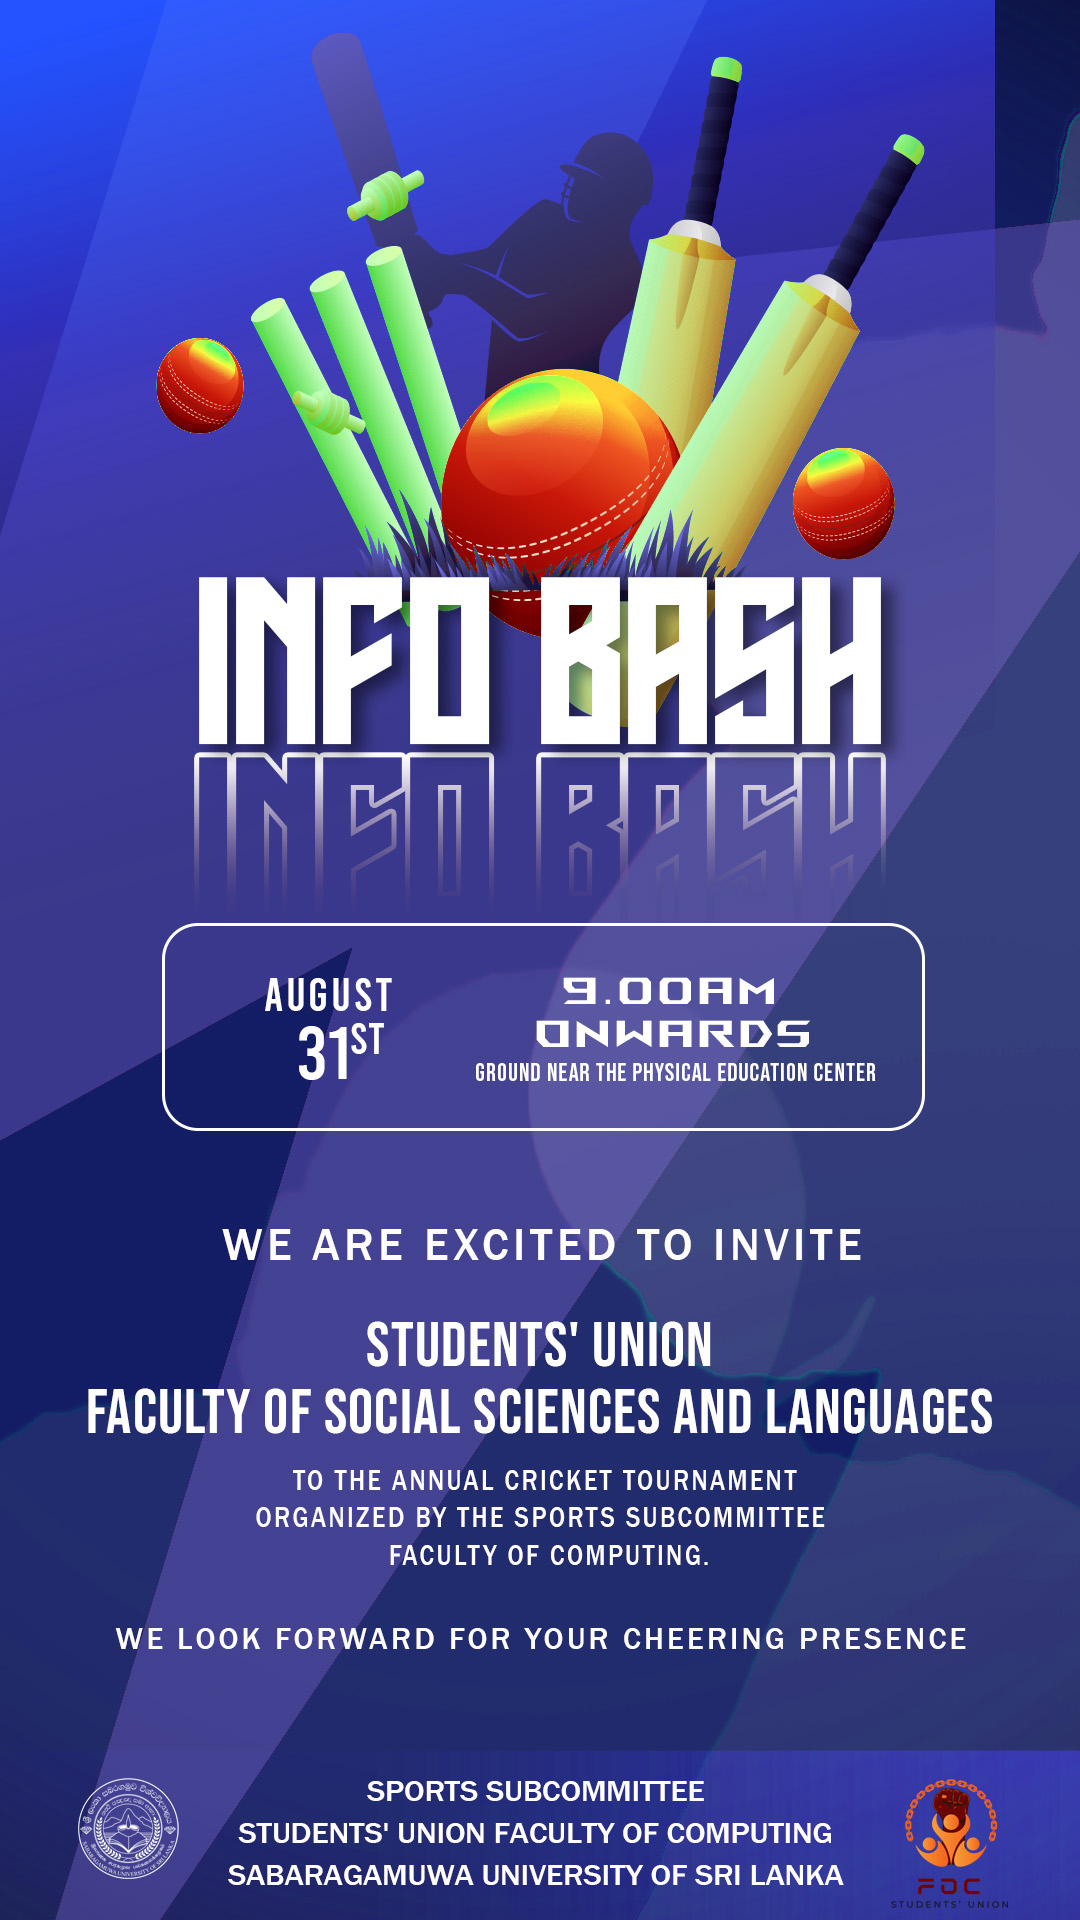 INFO BASH
AUGUST
31ST
9.00AM
ONWARDS
GROUND NEAR THE PHYSICAL EDUCATION CENTER
WE ARE EXCITED TO INVITE
STUDENTS' UNION
FACULTY OF SOCIAL SCIENCES AND LANGUAGES
TO THE ANNUAL CRICKET TOURNAMENT
ORGANIZED BY THE SPORTS SUBCOMMITTEE
FACULTY OF COMPUTING.
WE LOOK FORWARD FOR YOUR CHEERING PRESENCE
SPORTS SUBCOMMITTEE
STUDENTS' UNION FACULTY OF COMPUTING
SABARAGAMUWA UNIVERSITY OF SRI LANKA
FOC
STUDENTS' UNION